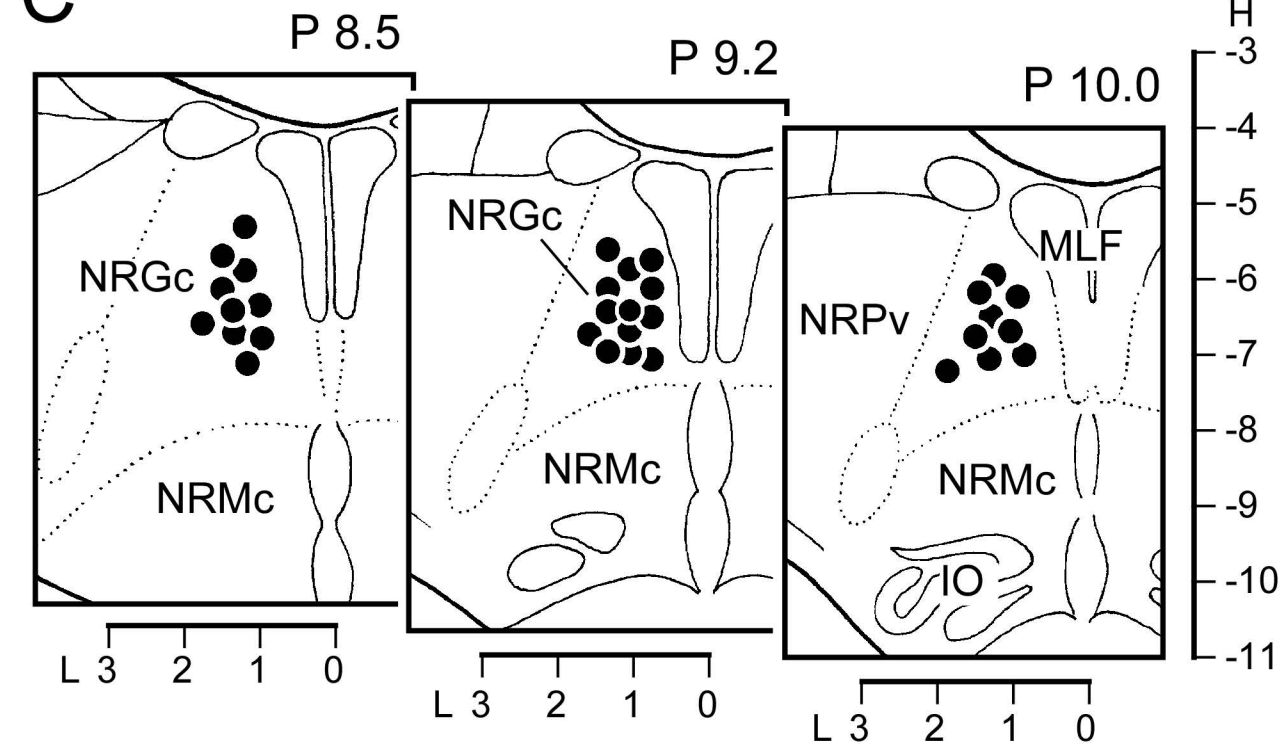 C
P 8.5
P 9.2
P 10.0
H
-3
-4
-5
-6
-7
-8
-9
-10
-11
NRGc
NRMc
L 3 2 1 0
NRGc
NRMc
L 3 2 1 0
MLF
NRPv
NRMc
IO
L 3 2 1 0